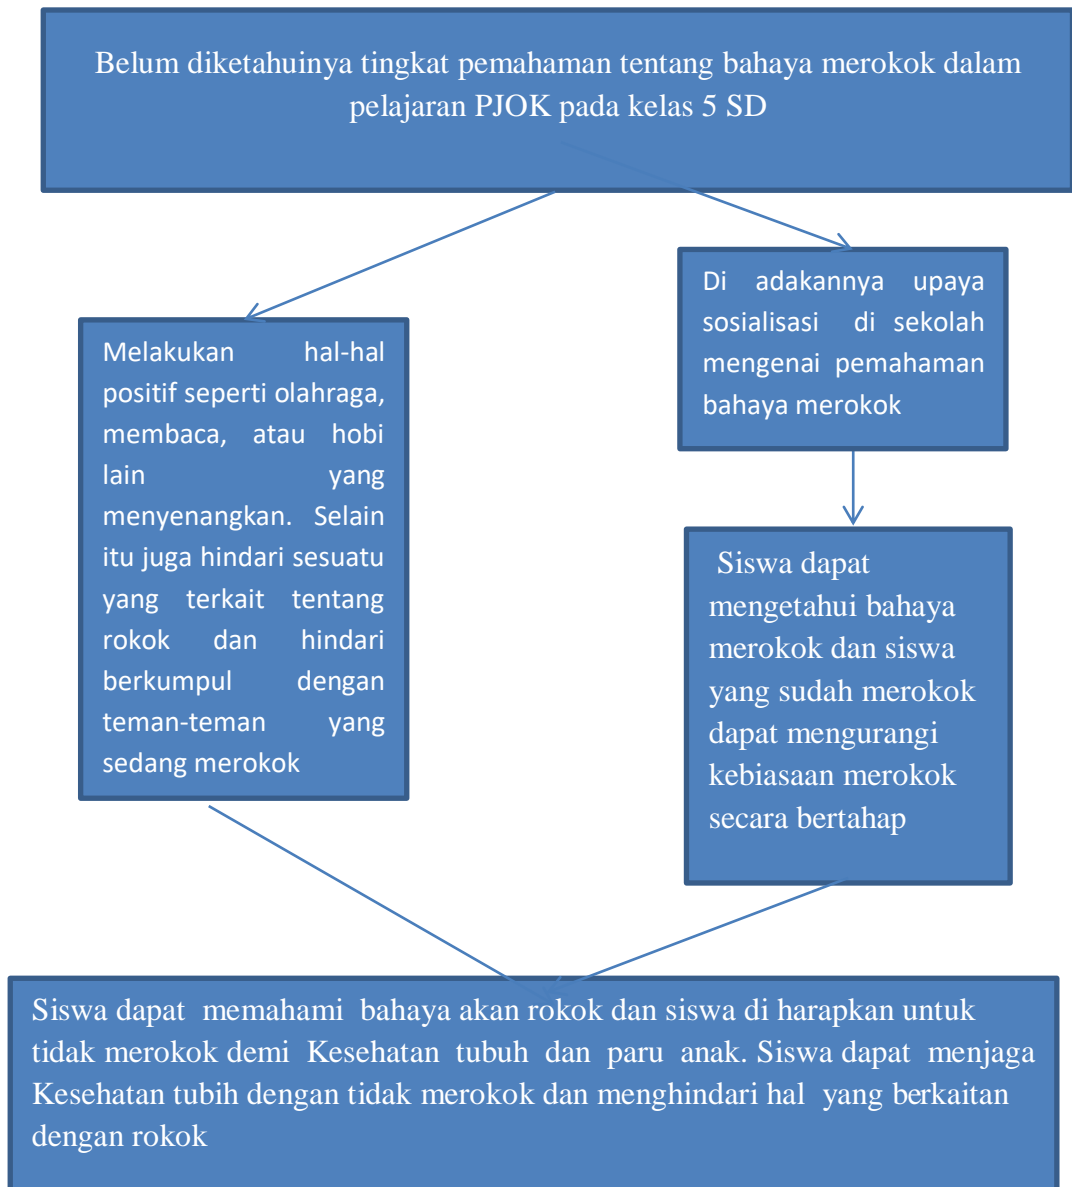 Belum diketahuinya tingkat pemahaman tentang bahaya merokok dalam
pelajaran PJOK pada kelas 5 SD
Di adakannya upaya
sosialisasi di sekolah
mengenai pemahaman
bahaya merokok
Melakukan hal-hal
positif seperti olahraga,
membaca, atau hobi
lain yang
menyenangkan. Selain
itu juga hindari sesuatu
yang terkait tentang
rokok dan hindari
berkumpul dengan
teman-teman yang
sedang merokok
Siswa dapat
mengetahui bahaya
merokok dan siswa
yang sudah merokok
dapat mengurangi
kebiasaan merokok
secara bertahap
Siswa dapat memahami bahaya akan rokok dan siswa di harapkan untuk
tidak merokok demi Kesehatan tubuh dan paru anak. Siswa dapat menjaga
Kesehatan tubih dengan tidak merokok dan menghindari hal yang berkaitan
dengan rokok